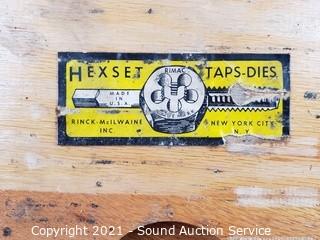 HEXSET TAPS-DIES
RIMAC
MADE
IN
U.S.A.
RINCK-McILWAINE
INC.
NEW YORK CITY
N.Y.
Copyright 2021 - Sound Auction Service